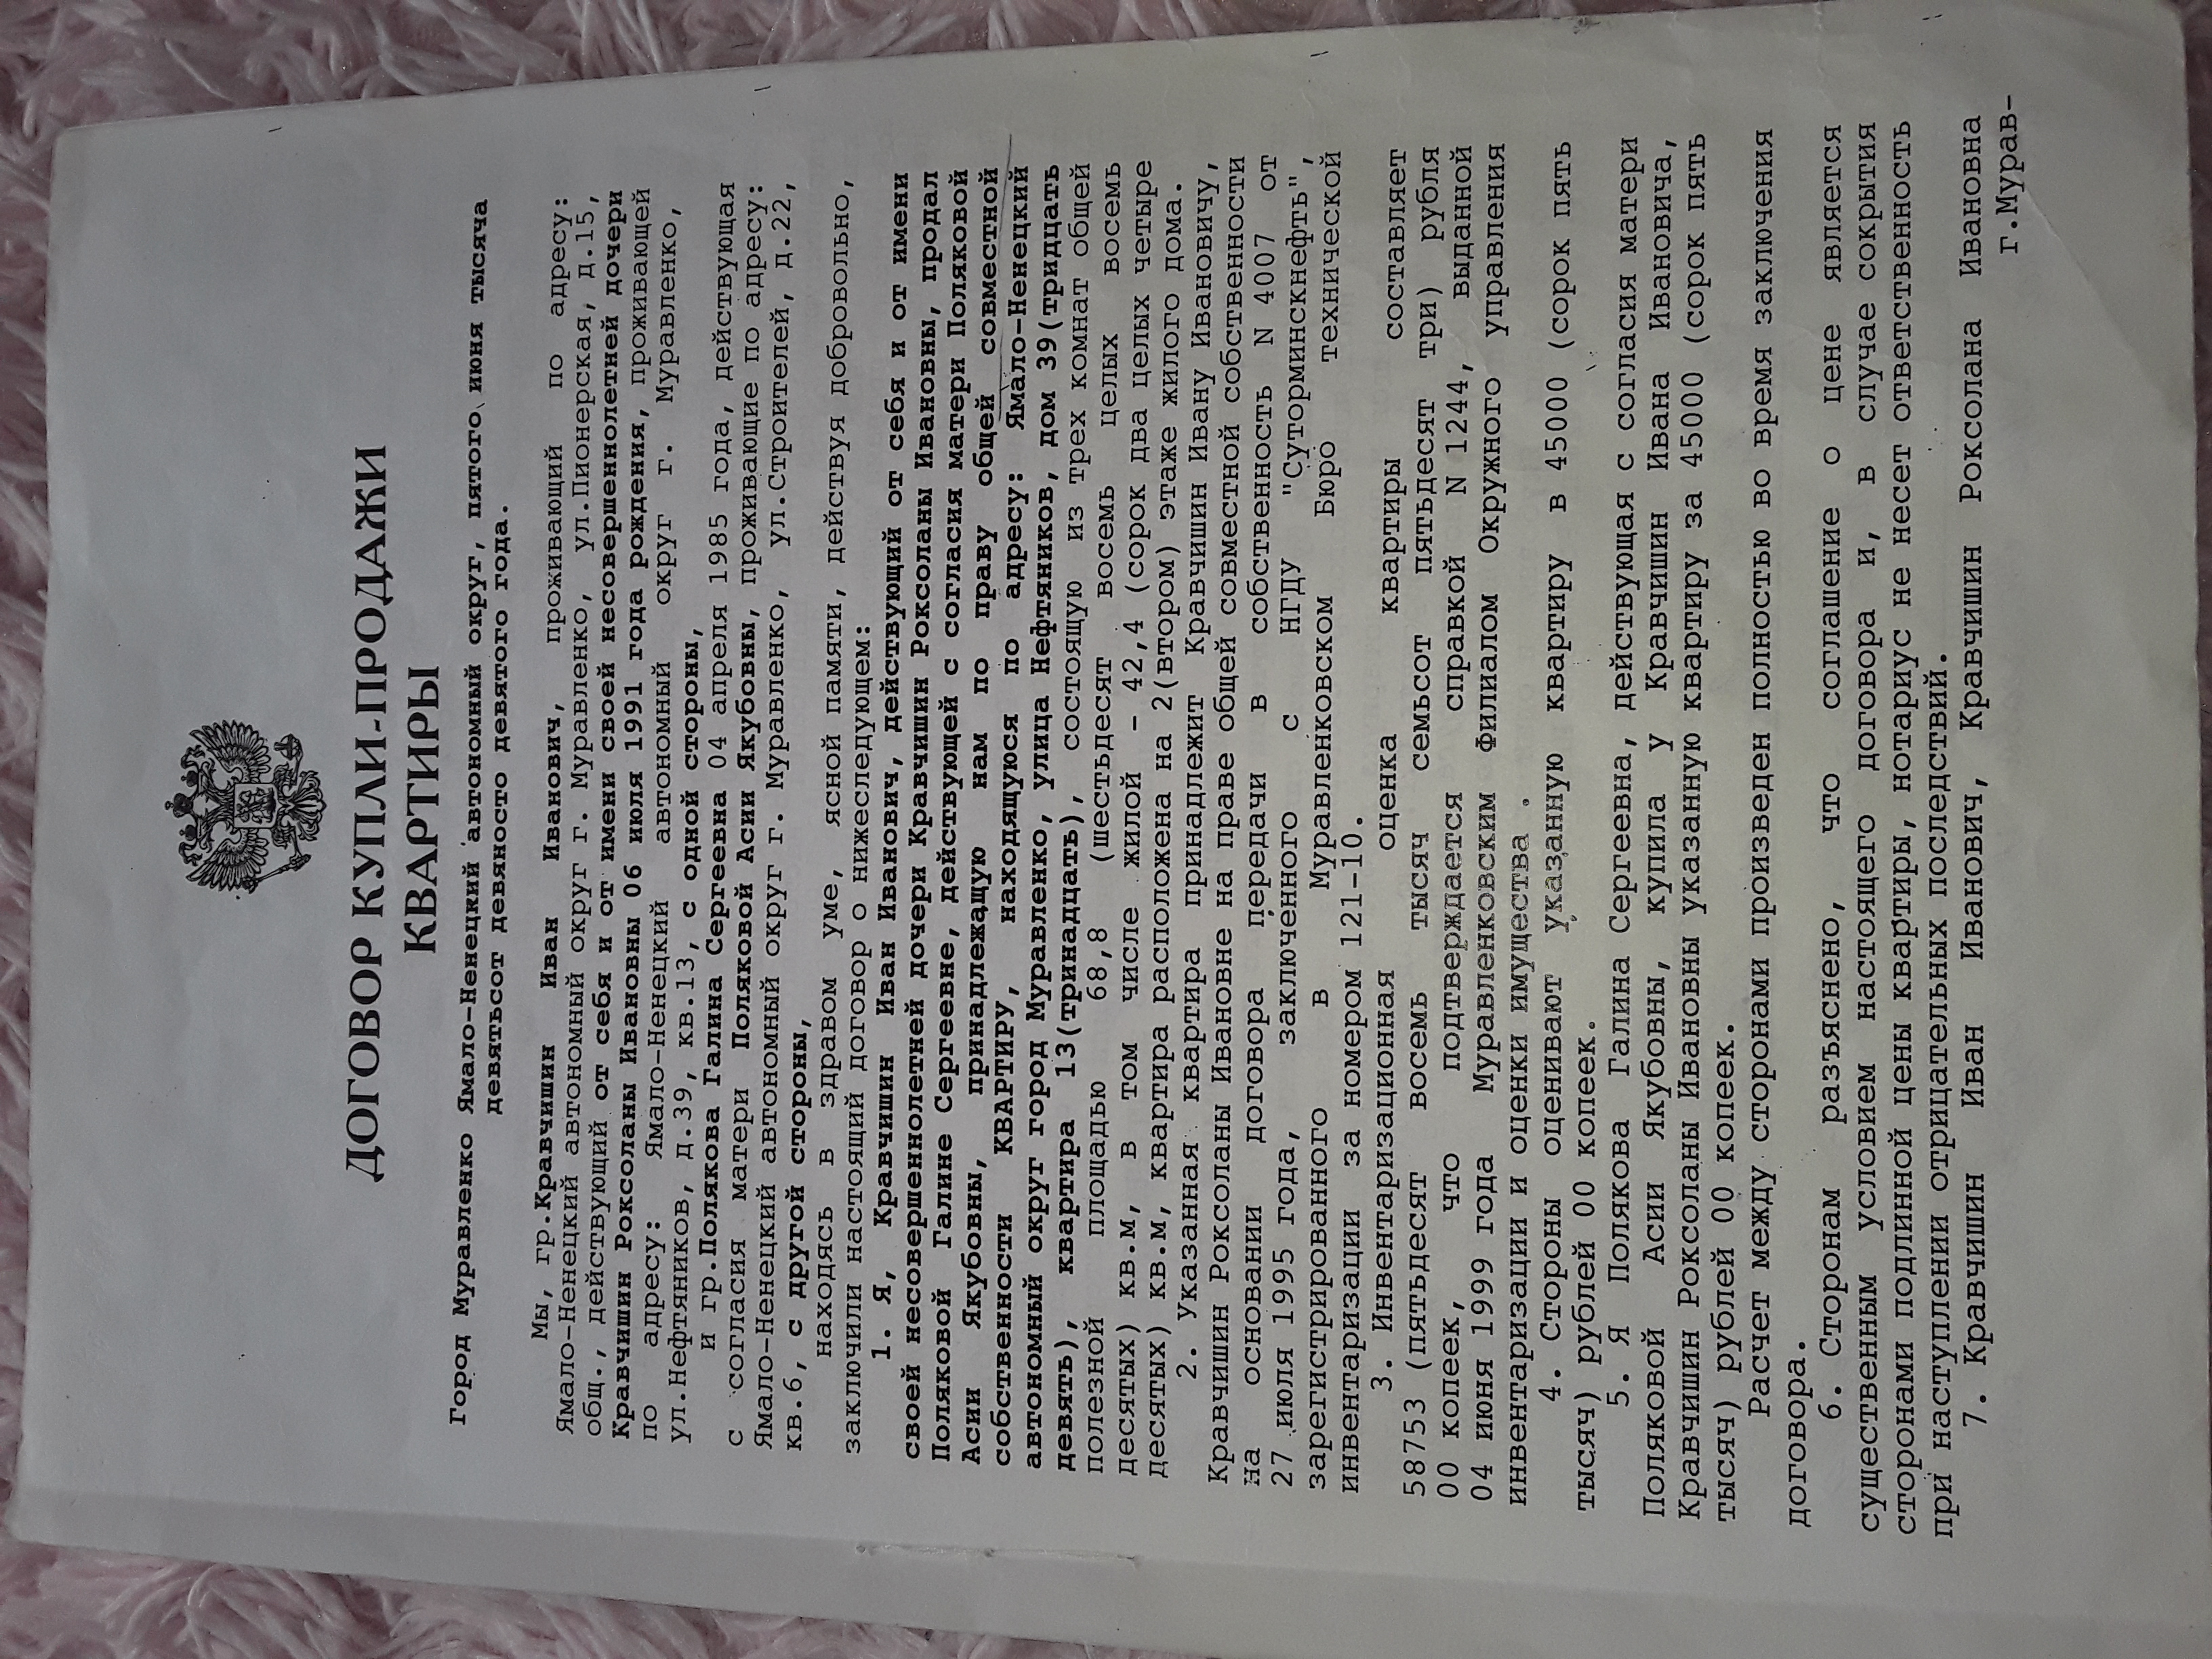 ДОГОВОР КУПЛИ-ПРОДАЖИ
КВАРТИРЫ
Город Муравленко Ямало-Ненецкий автономный округ, пятого июня тысяча
девятьсот девяносто девятого года.
Мы, гр.Кравчишин Иван Иванович, проживающий по адресу:
Ямало-Ненецкий автономный округ г. Муравленко, ул.Пионерская, д.15,
общ., действующий от себя и от имени своей несовершеннолетней дочери
Кравчишин Роксоланы Ивановны 06 июля 1991 года рождения, проживающей
по адресу: Ямало-Ненецкий автономный округ г. Муравленко,
ул.Нефтяников, д.39, кв.13, с одной стороны,
и гр.Полякова Галина Сергеевна 04 апреля 1985 года, действующая
с согласия матери Поляковой Асии Якубовны, проживающие по адресу:
Ямало-Ненецкий автономный округ г. Муравленко, ул.Строителей, д.22,
кв.6, с другой стороны,
находясь в здравом уме, ясной памяти, действуя добровольно,
заключили настоящий договор о нижеследующем:
1. Я, Кравчишин Иван Иванович, действующий от себя и от имени
своей несовершеннолетней дочери Кравчишин Роксоланы Ивановны, продал
Поляковой Галине Сергеевне, действующей с согласия матери Поляковой
Асии Якубовны, принадлежащую нам по праву общей совместной
собственности КВАРТИРУ, находящуюся по адресу: Ямало-Ненецкий
автономный округ город Муравленко, улица Нефтяников, дом 39(тридцать
девять), квартира 13(тринадцать), состоящую из трех комнат общей
полезной площадью 68,8 (шестьдесят восемь целых восемь
десятых) кв.м, в том числе жилой - 42,4 (сорок два целых четыре
десятых) кв.м, квартира расположена на 2(втором) этаже жилого дома.
2. указанная квартира принадлежит Кравчишин Ивану Ивановичу,
Кравчишин Роксоланы Ивановне на праве общей совместной собственности
на основании договора передачи в собственность N 4007 от
27 июля 1995 года, заключенного с НГДУ "Суторминскнефть",
зарегистрированного в Муравленковском Бюро технической
инвентаризации за номером 121-10.
3. Инвентаризационная оценка квартиры составляет
58753 (пятьдесят восемь тысяч семьсот пятьдесят три) рубля
00 копеек, что подтверждается справкой N 1244, выданной
04 июня 1999 года Муравленковским Филиалом Окружного управления
инвентаризации и оценки имущества .
4. Стороны оценивают указанную квартиру в 45000 (сорок пять
тысяч) рублей 00 копеек.
5. Я Полякова Галина Сергеевна, действующая с согласия матери
Поляковой Асии Якубовны, купила у Кравчишин Ивана Ивановича,
Кравчишин Роксоланы Ивановны указанную квартиру за 45000 (сорок пять
тысяч) рублей 00 копеек.
Расчет между сторонами произведен полностью во время заключения
договора.
6. Сторонам разъяснено, что соглашение о цене является
существенным условием настоящего договора и, в случае сокрытия
сторонами подлинной цены квартиры, нотариус не несет ответственность
при наступлении отрицательных последствий.
7. Кравчишин Иван Иванович, Кравчишин Роксолана Ивановна
г.Мурав-